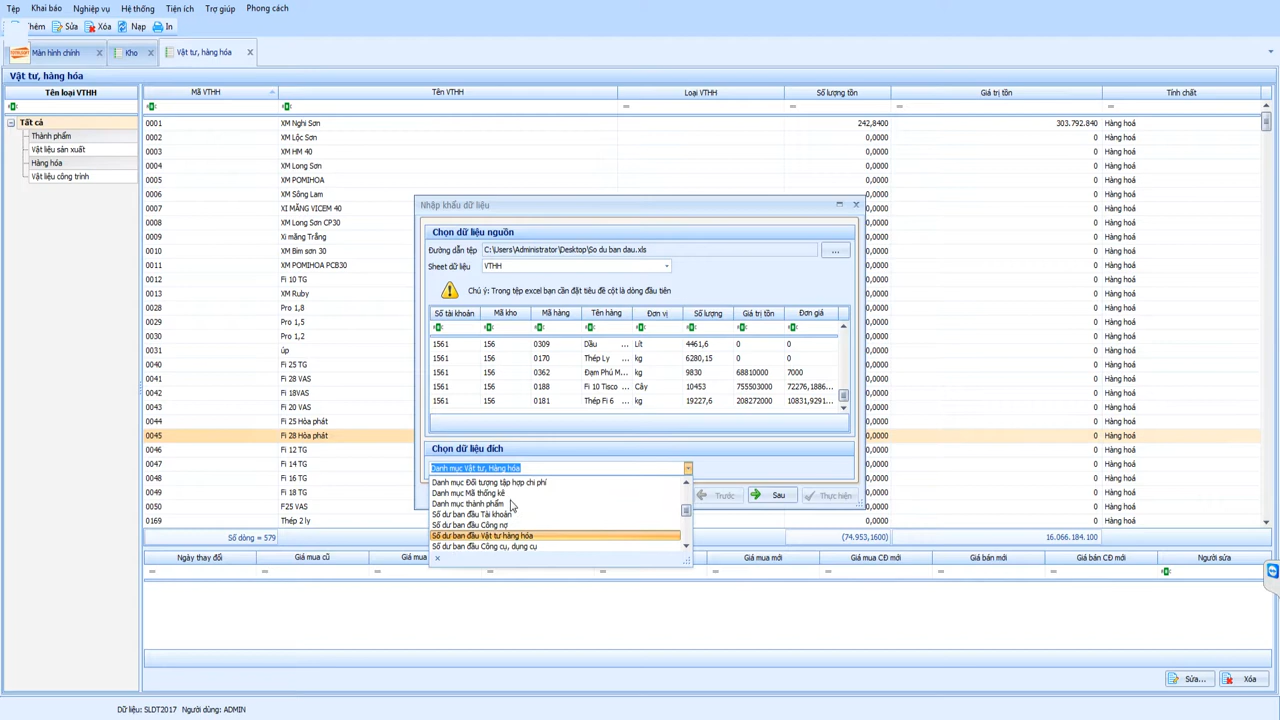 Tệp Khai báo Nghiệp vụ Hệ thống Tiện ích Trợ giúp Phong cách
Thêm Sửa Xóa Nạp In
Màn hình chính Kho Vật tư, hàng hóa
Vật tư, hàng hóa
Tên loại VTHH Mã VTHH Tên VTHH Loại VTHH Số lượng tồn Giá trị tồn Tính chất
Tất cả
Thành phẩm
Vật liệu sản xuất
Hàng hóa
Vật liệu công trình
0001 XM Nghi Sơn 242,8400 303.792.840 Hàng hoá
0002 XM Lộc Sơn 0,0000 0 Hàng hoá
0003 XM HM 40 0,0000 0 Hàng hoá
0004 XM Long Sơn 0,0000 0 Hàng hoá
0005 XM POMIHOA 0,0000 0 Hàng hoá
0006 XM Sông Lam 0,0000 0 Hàng hoá
0007 XI MĂNG VICEM 40 0,0000 0 Hàng hoá
0008 XM Long Sơn CP30 0,0000 0 Hàng hoá
0009 Xi măng Trắng 0,0000 0 Hàng hoá
0010 XM Bỉm sơn 30 0,0000 0 Hàng hoá
0011 XM POMIHOA PCB30 0,0000 0 Hàng hoá
0012 Fi 10 TG 0,0000 0 Hàng hoá
0013 XM Ruby 0,0000 0 Hàng hoá
0028 Pro 1,8 0,0000 0 Hàng hoá
0029 Pro 1,5 0,0000 0 Hàng hoá
0030 Pro 1,2 0,0000 0 Hàng hoá
0031 úp 0,0000 0 Hàng hoá
0040 Fi 25 TG 0,0000 0 Hàng hoá
0041 Fi 28 VAS 0,0000 0 Hàng hoá
0042 Fi 18VAS 0,0000 0 Hàng hoá
0043 Fi 20 VAS 0,0000 0 Hàng hoá
0044 Fi 25 Hòa phát 0,0000 0 Hàng hoá
0045 Fi 28 Hòa phát 0,0000 0 Hàng hoá
0046 Fi 12 TG 0,0000 0 Hàng hoá
0047 Fi 14 TG 0,0000 0 Hàng hoá
0048 Fi 16 TG 0,0000 0 Hàng hoá
0049 Fi 18 TG 0,0000 0 Hàng hoá
0050 F25 VAS 0,0000 0 Hàng hoá
0169 Thép 2 ly 0,0000 0 Hàng hoá
Số dòng = 579 (74.953,1600) 16.066.184.100
Nhập khẩu dữ liệu
Chọn dữ liệu nguồn
Đường dẫn tệp C:\Users\Administrator\Desktop\So du ban dau.xls ...
Sheet dữ liệu VTHH
Chú ý: Trong tệp excel bạn cần đặt tiêu đề cột là dòng đầu tiên
Số tài khoản Mã kho Mã hàng Tên hàng Đơn vị Số lượng Giá trị tồn Đơn giá
1561 156 0309 Dầu ... Lít 4461,6 0 0
1561 156 0170 Thép Ly ... kg 6280,15 0 0
1561 156 0362 Đạm Phú M... kg 9830 68810000 7000
1561 156 0188 Fi 10 Tisco ... Cây 10453 755503000 72276,1886...
1561 156 0181 Thép Fi 6 ... kg 19227,6 208272000 10831,9291...
Chọn dữ liệu đích
Danh mục Vật tư, Hàng hóa
Danh mục Đối tượng tập hợp chi phí
Danh mục Mã thống kê
Danh mục thành phẩm
Số dư ban đầu Tài khoản
Số dư ban đầu Công nợ
Số dư ban đầu Vật tư hàng hóa
Số dư ban đầu Công cụ, dụng cụ
Trước Sau Thực hiện
Ngày thay đổi Giá mua cũ Giá mua Giá mua mới Giá mua CĐ mới Giá bán mới Giá bán CĐ mới Người sửa
Sửa... Xóa
Dữ liệu: SLDT2017 Người dùng: ADMIN